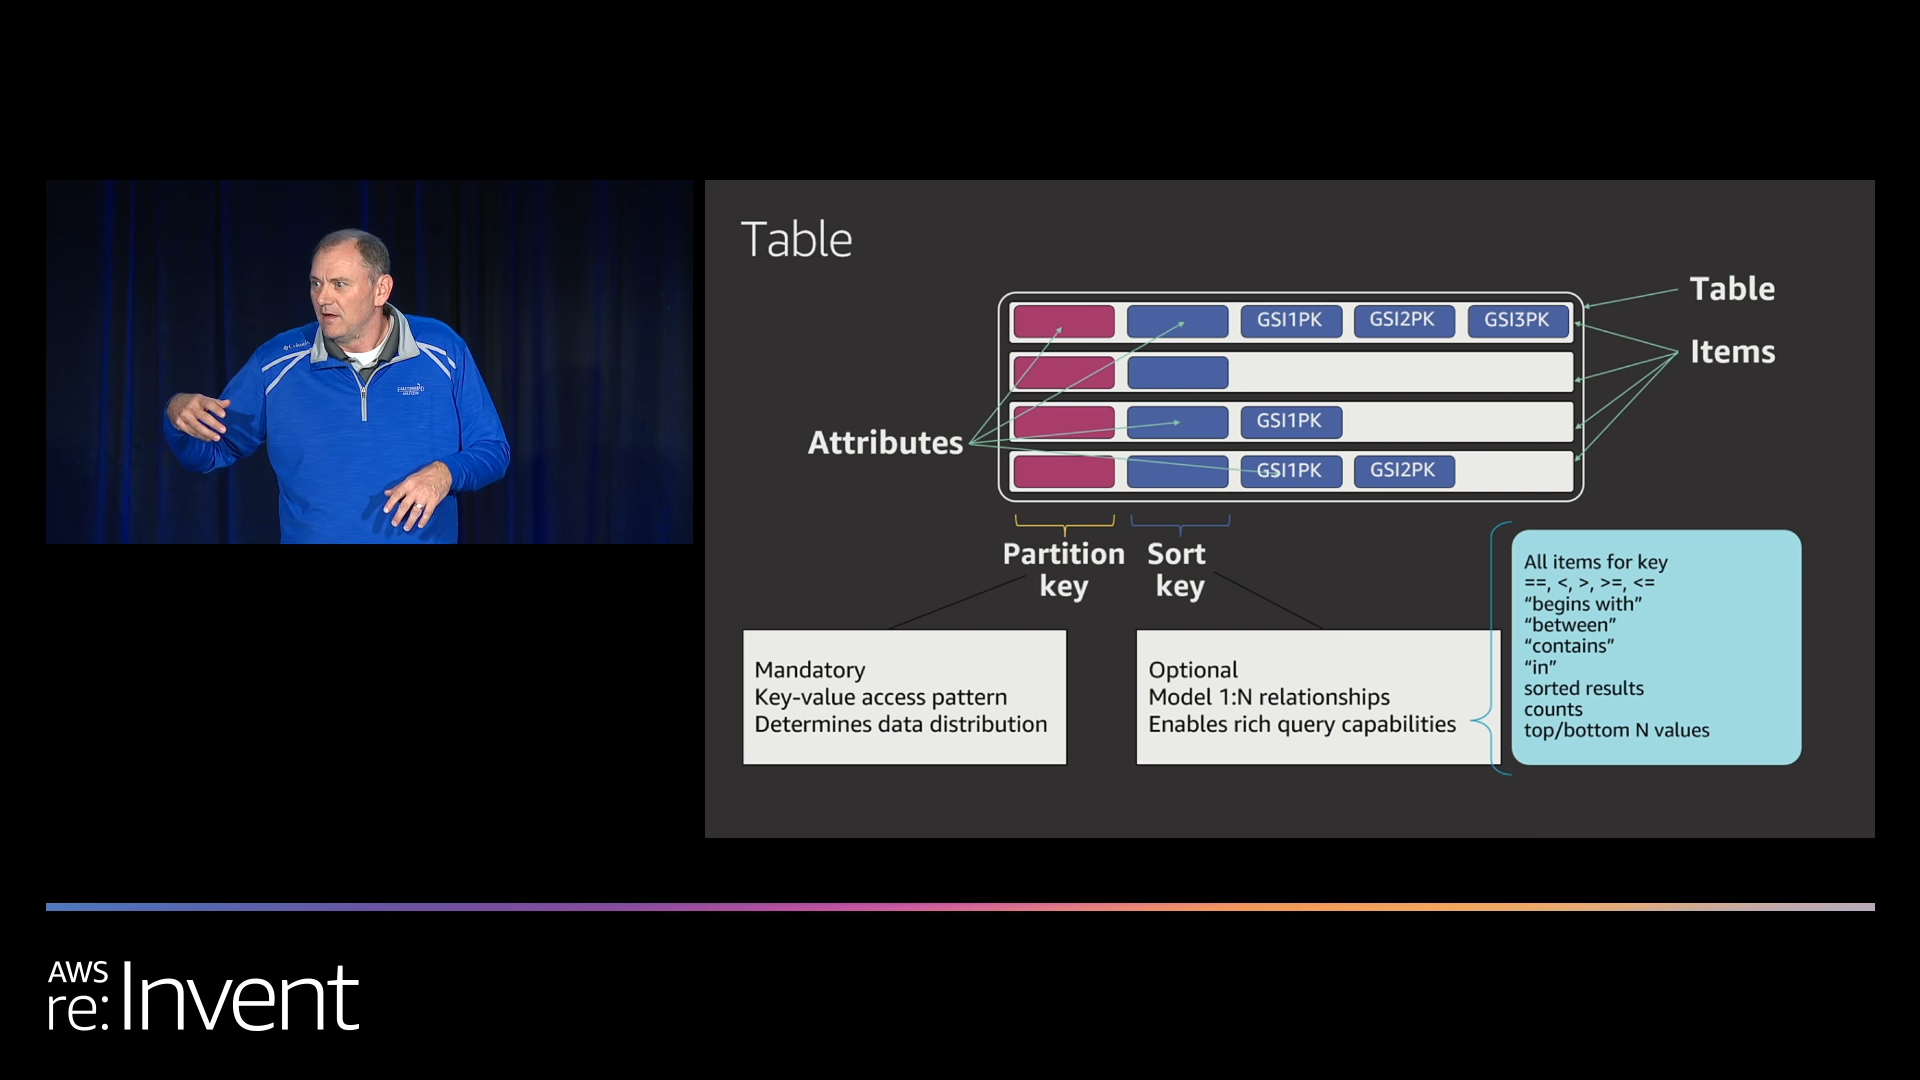 Table
Table
GSI1PK GSI2PK GSI3PK
Items
GSI1PK
Attributes
GSI1PK GSI2PK
Partition key
Sort key
Mandatory
Key-value access pattern
Determines data distribution
Optional
Model 1:N relationships
Enables rich query capabilities
All items for key
==, <, >, >=, <=
“begins with”
“between”
“contains”
“in”
sorted results
counts
top/bottom N values
AWS
re:Invent